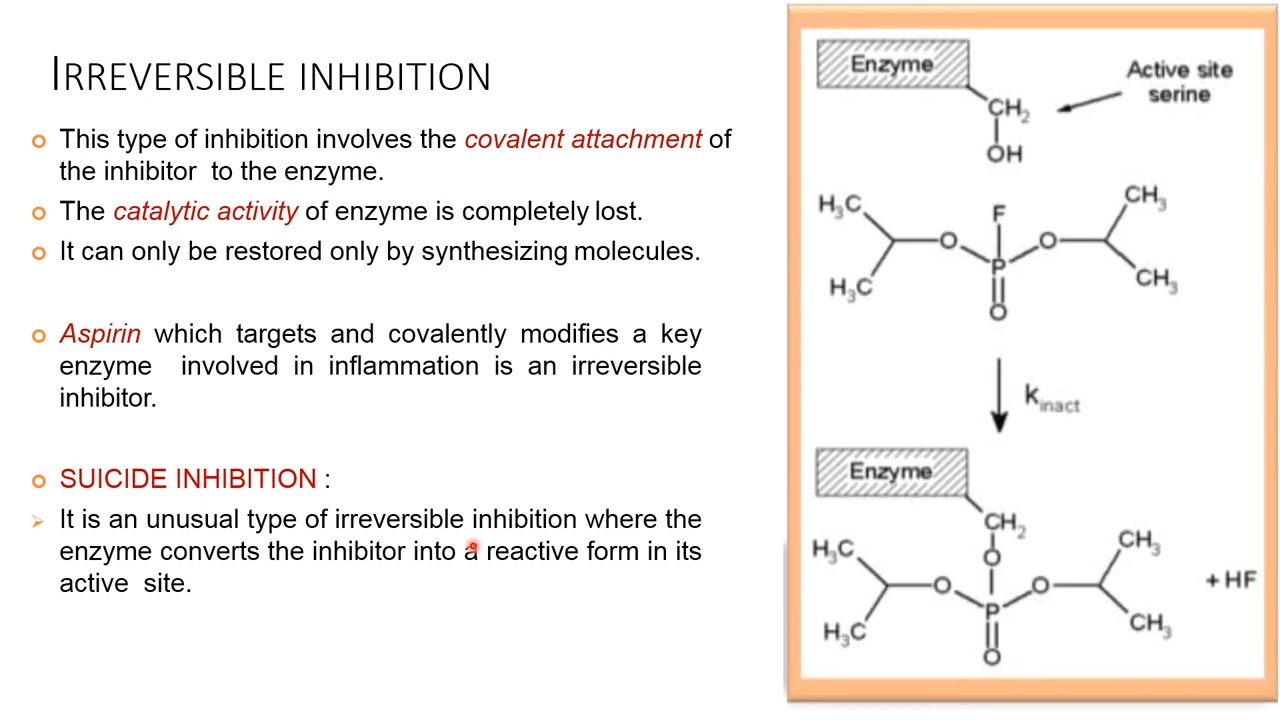 IRREVERSIBLE INHIBITION
This type of inhibition involves the covalent attachment of
the inhibitor to the enzyme.
The catalytic activity of enzyme is completely lost.
It can only be restored only by synthesizing molecules.
Aspirin which targets and covalently modifies a key
enzyme involved in inflammation is an irreversible
inhibitor.
SUICIDE INHIBITION :
It is an unusual type of irreversible inhibition where the
enzyme converts the inhibitor into a reactive form in its
active site.
Enzyme
Active site
serine
CH₂
OH
H₃C
F
CH₃
O
P
O
H₃C
O
CH₃
kinact
Enzyme
CH₂
H₃C
O
CH₃
O
O
+ HF
P
H₃C
O
CH₃